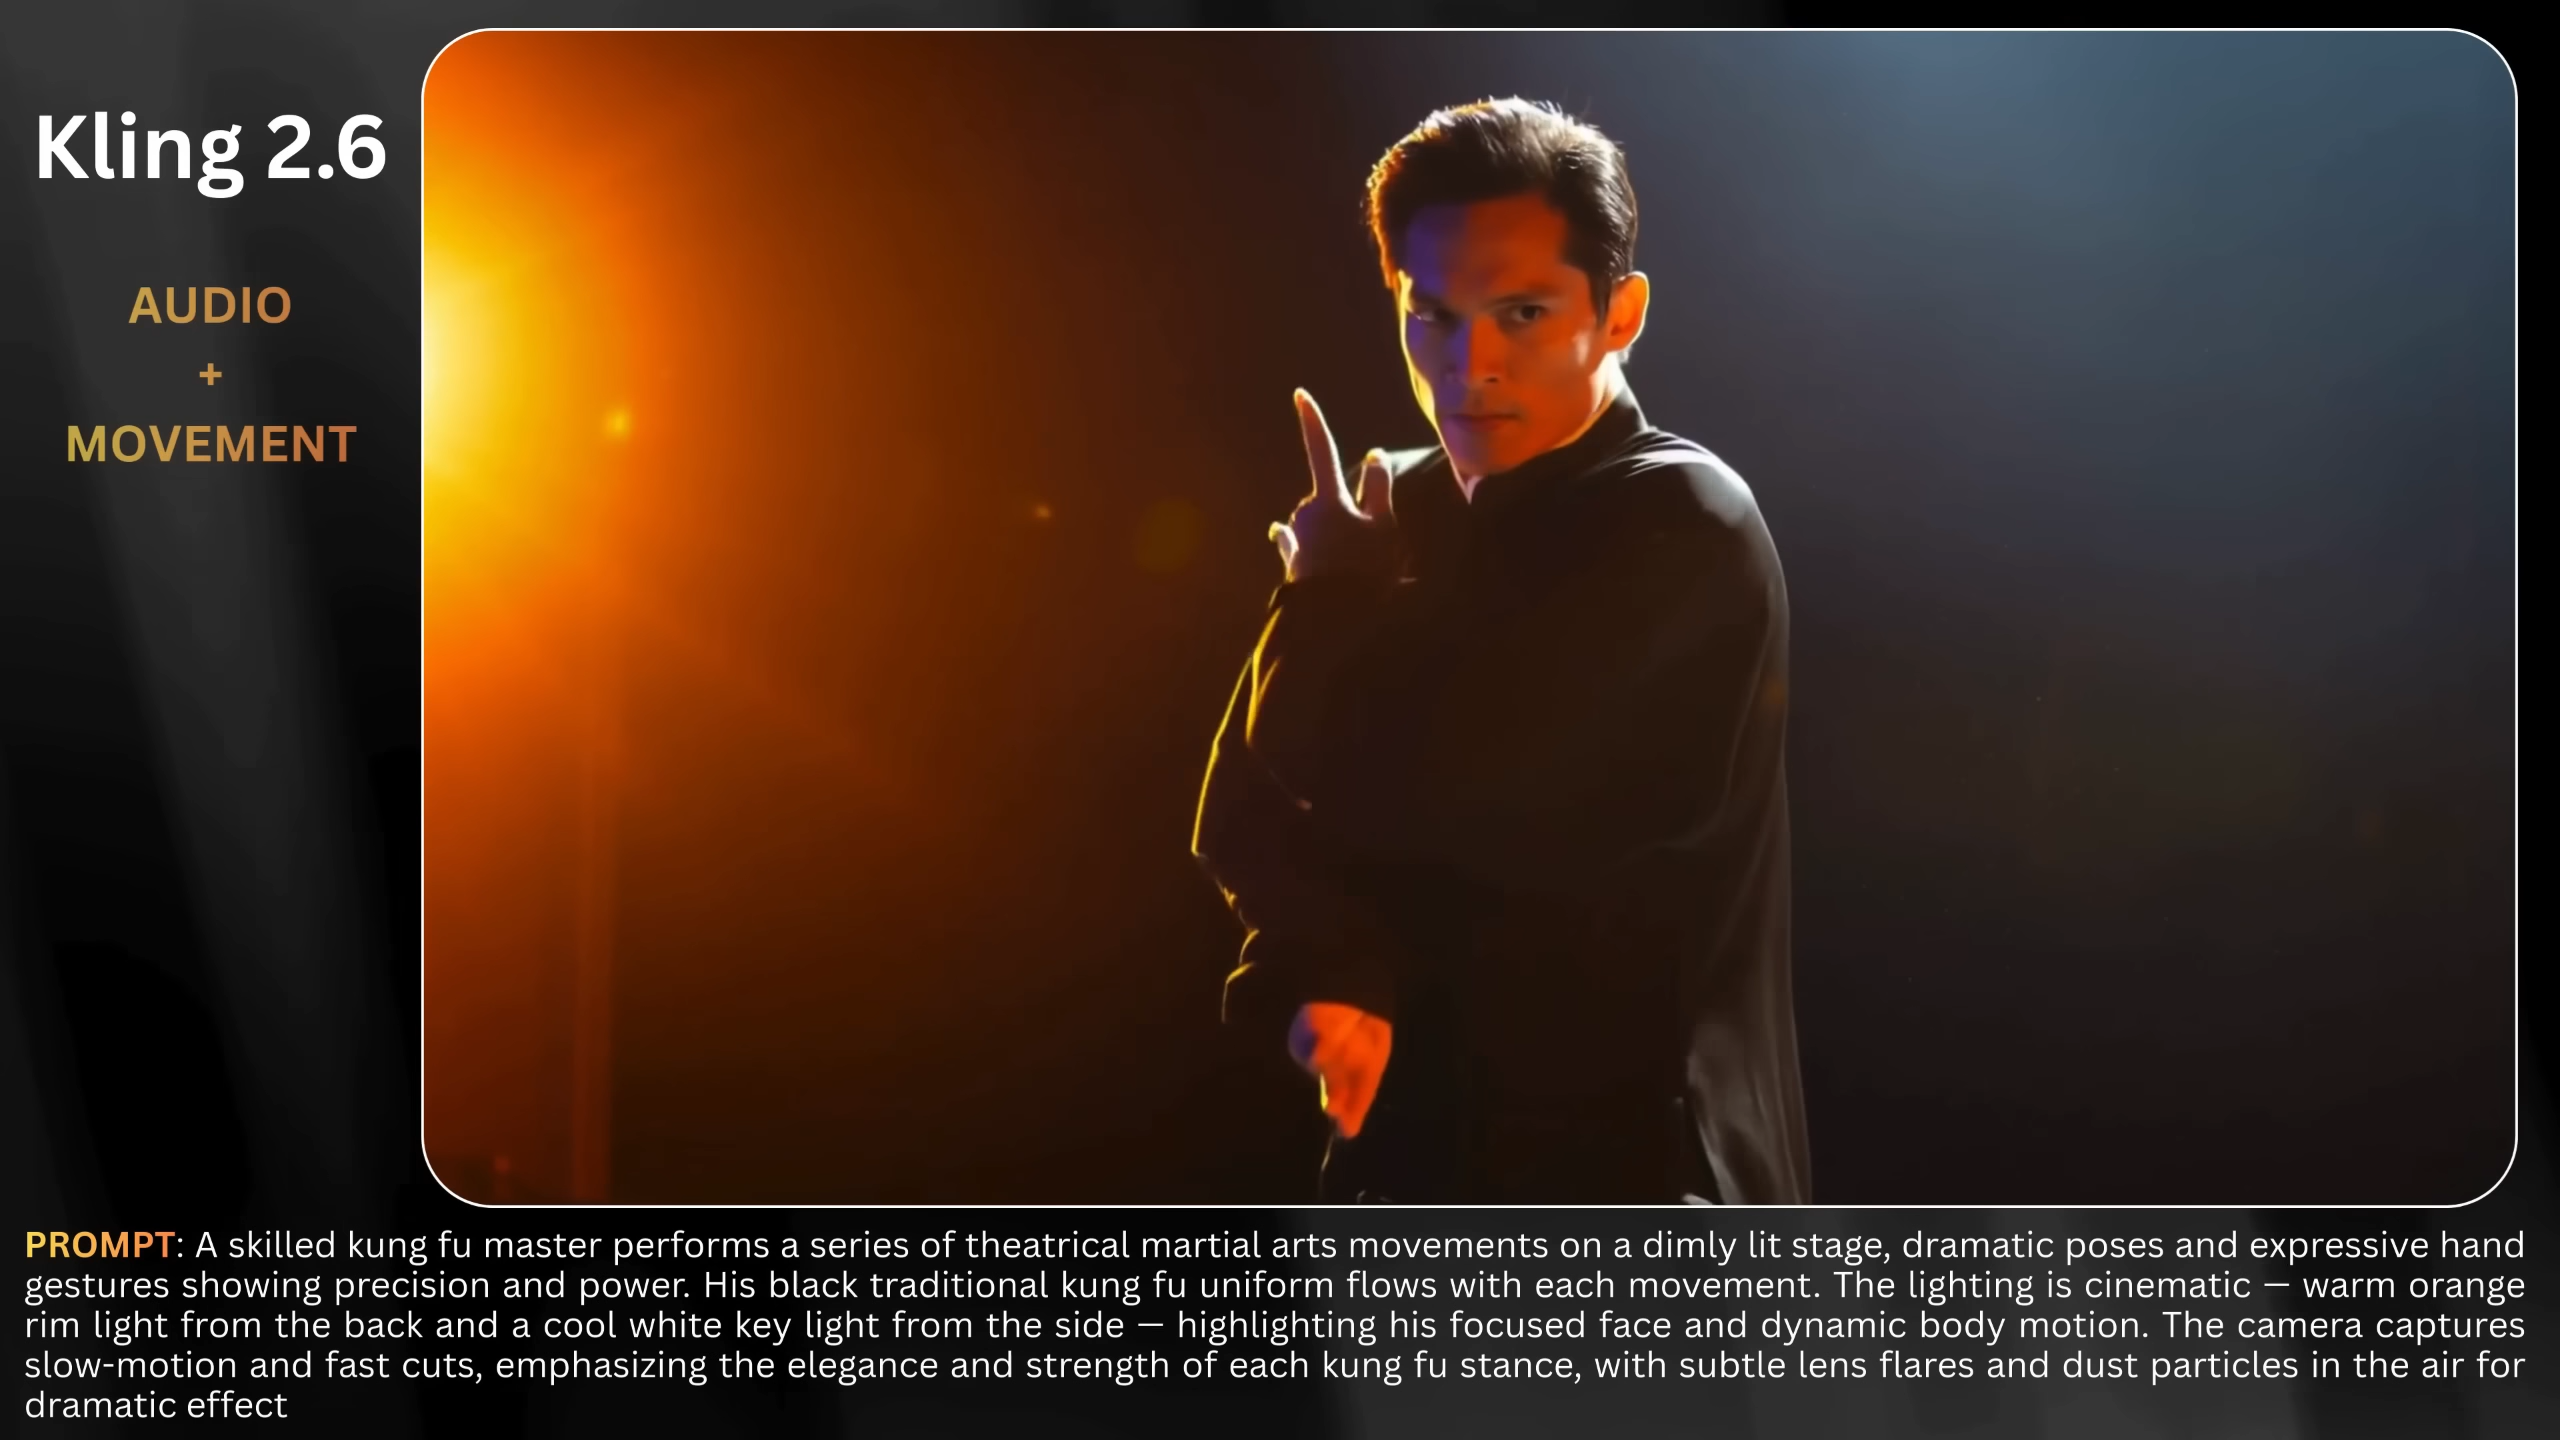 Kling 2.6
AUDIO
+
MOVEMENT
PROMPT: A skilled kung fu master performs a series of theatrical martial arts movements on a dimly lit stage, dramatic poses and expressive hand
gestures showing precision and power. His black traditional kung fu uniform flows with each movement. The lighting is cinematic — warm orange
rim light from the back and a cool white key light from the side — highlighting his focused face and dynamic body motion. The camera captures
slow-motion and fast cuts, emphasizing the elegance and strength of each kung fu stance, with subtle lens flares and dust particles in the air for
dramatic effect